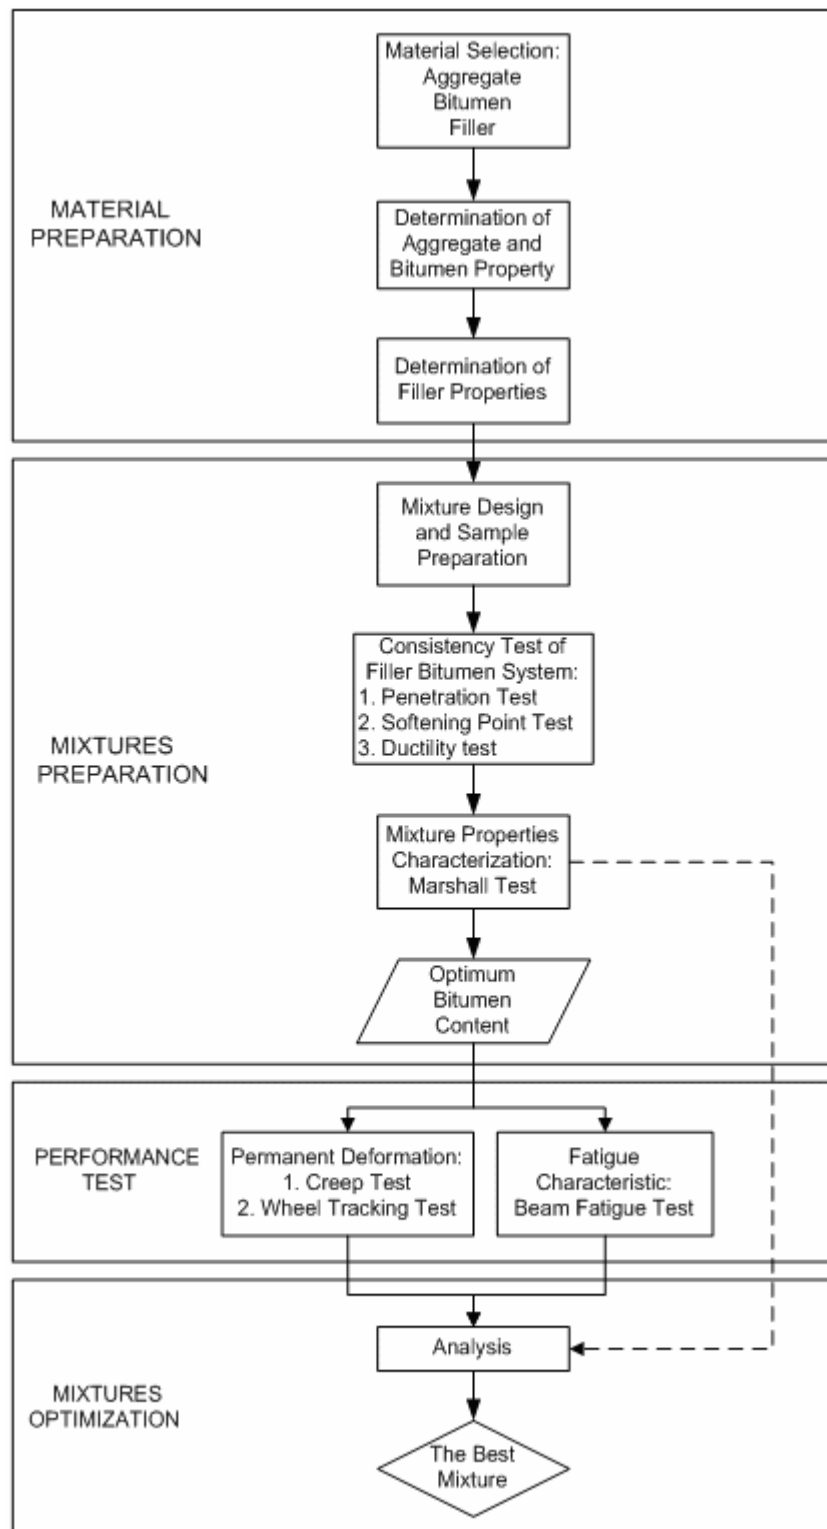 MATERIAL
PREPARATION
Material Selection:
Aggregate
Bitumen
Filler
Determination of
Aggregate and
Bitumen Property
Determination of
Filler Properties
MIXTURES
PREPARATION
Mixture Design
and Sample
Preparation
Consistency Test of
Filler Bitumen System:
1. Penetration Test
2. Softening Point Test
3. Ductility test
Mixture Properties
Characterization:
Marshall Test
Optimum
Bitumen
Content
PERFORMANCE
TEST
Permanent Deformation:
1. Creep Test
2. Wheel Tracking Test
Fatigue
Characteristic:
Beam Fatigue Test
MIXTURES
OPTIMIZATION
Analysis
The Best
Mixture